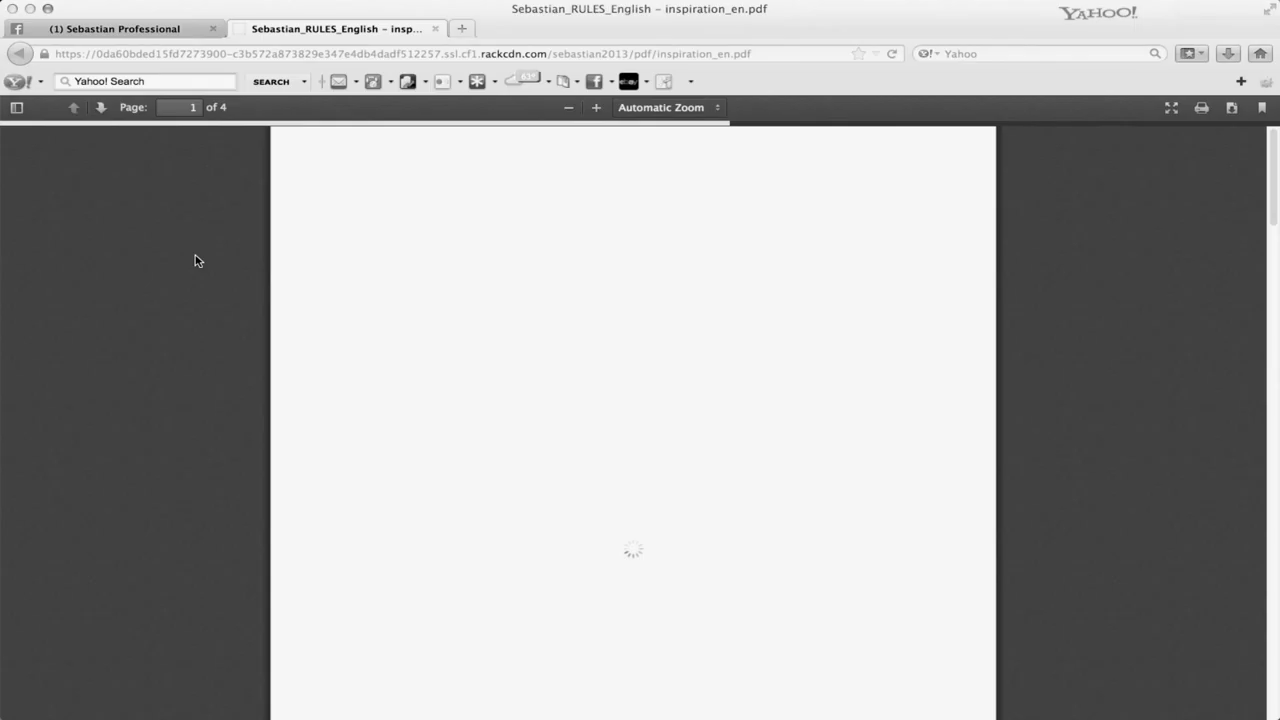 Sebastian_RULES_English – inspiration_en.pdf
YAHOO!
(1) Sebastian Professional
Sebastian_RULES_English – insp...
https://0da60bded15fd7273900-c3b572a873829e347e4db4dadf512257.ssl.cf1.rackcdn.com/sebastian2013/pdf/inspiration_en.pdf
Yahoo
Yahoo! Search
SEARCH
Page: 1 of 4
Automatic Zoom